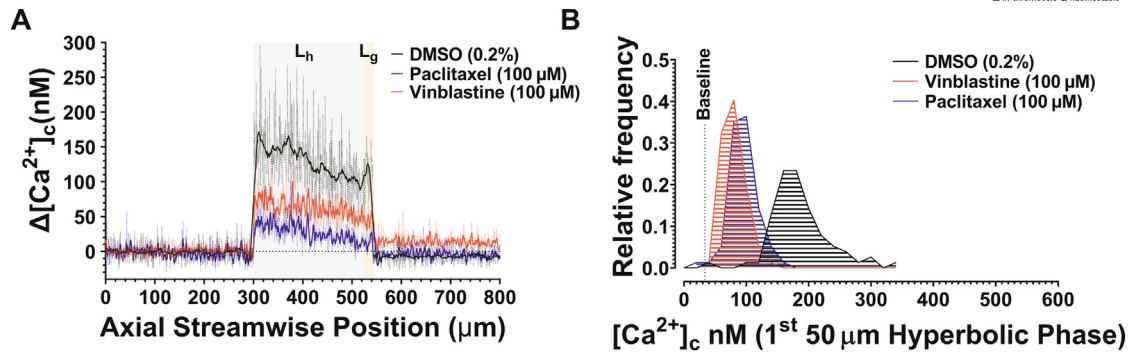 A
300
250
200
150
100
50
0
Δ[Ca²⁺]c(nM)
Lh
Lg
DMSO (0.2%)
Paclitaxel (100 μM)
Vinblastine (100 μM)
0 100 200 300 400 500 600 700 800
Axial Streamwise Position (μm)
B
0.5
0.4
0.3
0.2
0.1
0.0
Relative frequency
Baseline
DMSO (0.2%)
Vinblastine (100 μM)
Paclitaxel (100 μM)
0 100 200 300 400 500 600
[Ca²⁺]c nM (1st 50 μm Hyperbolic Phase)